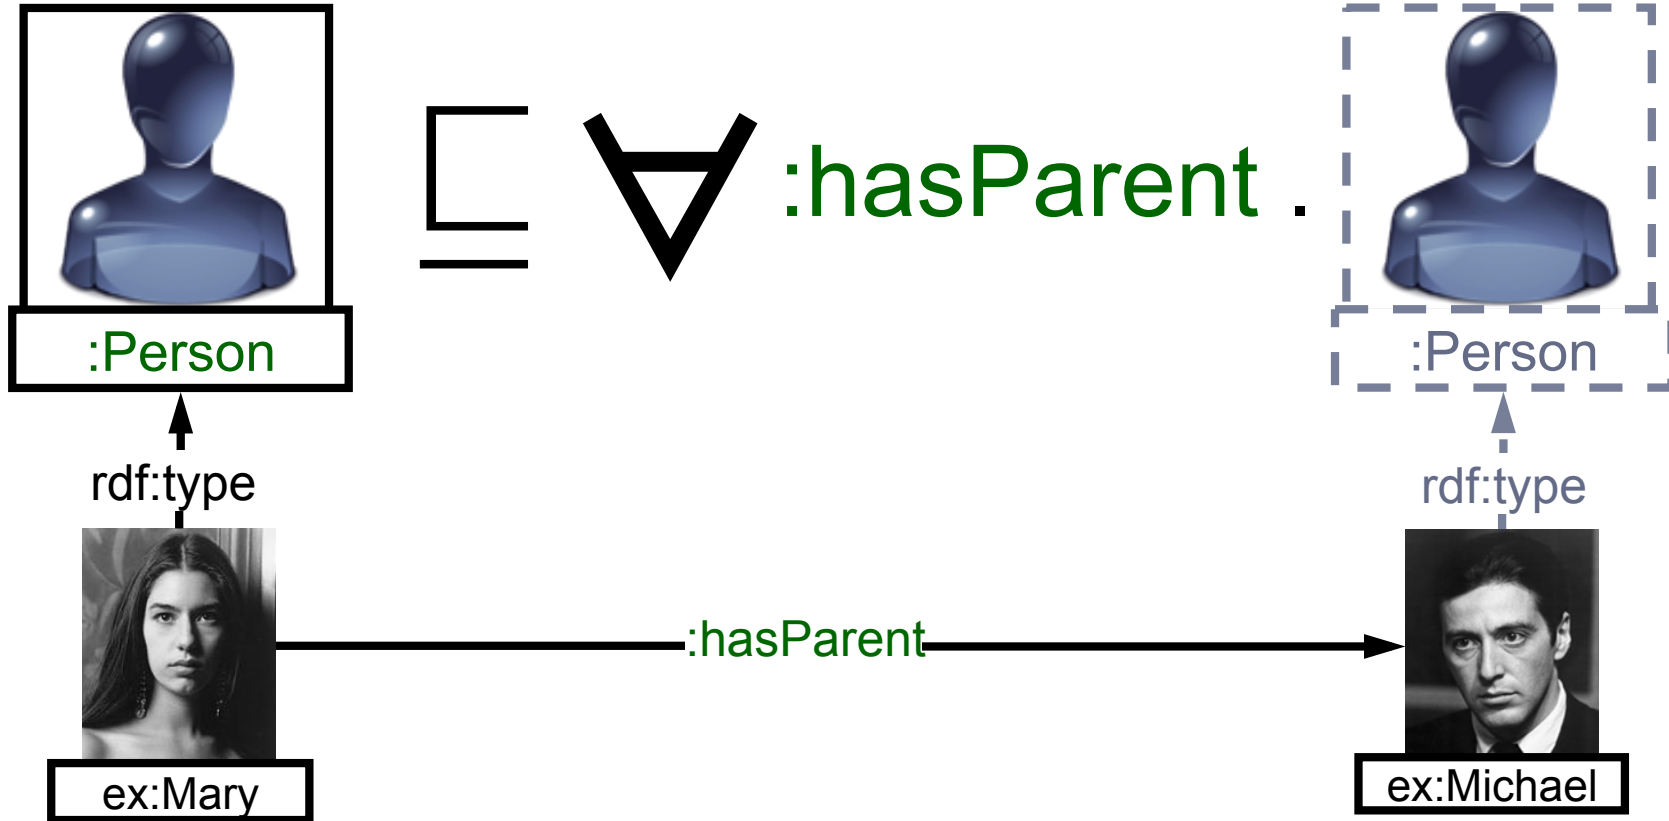 ⊑ ∀ :hasParent .
:Person
:Person
rdf:type
rdf:type
:hasParent
ex:Mary
ex:Michael